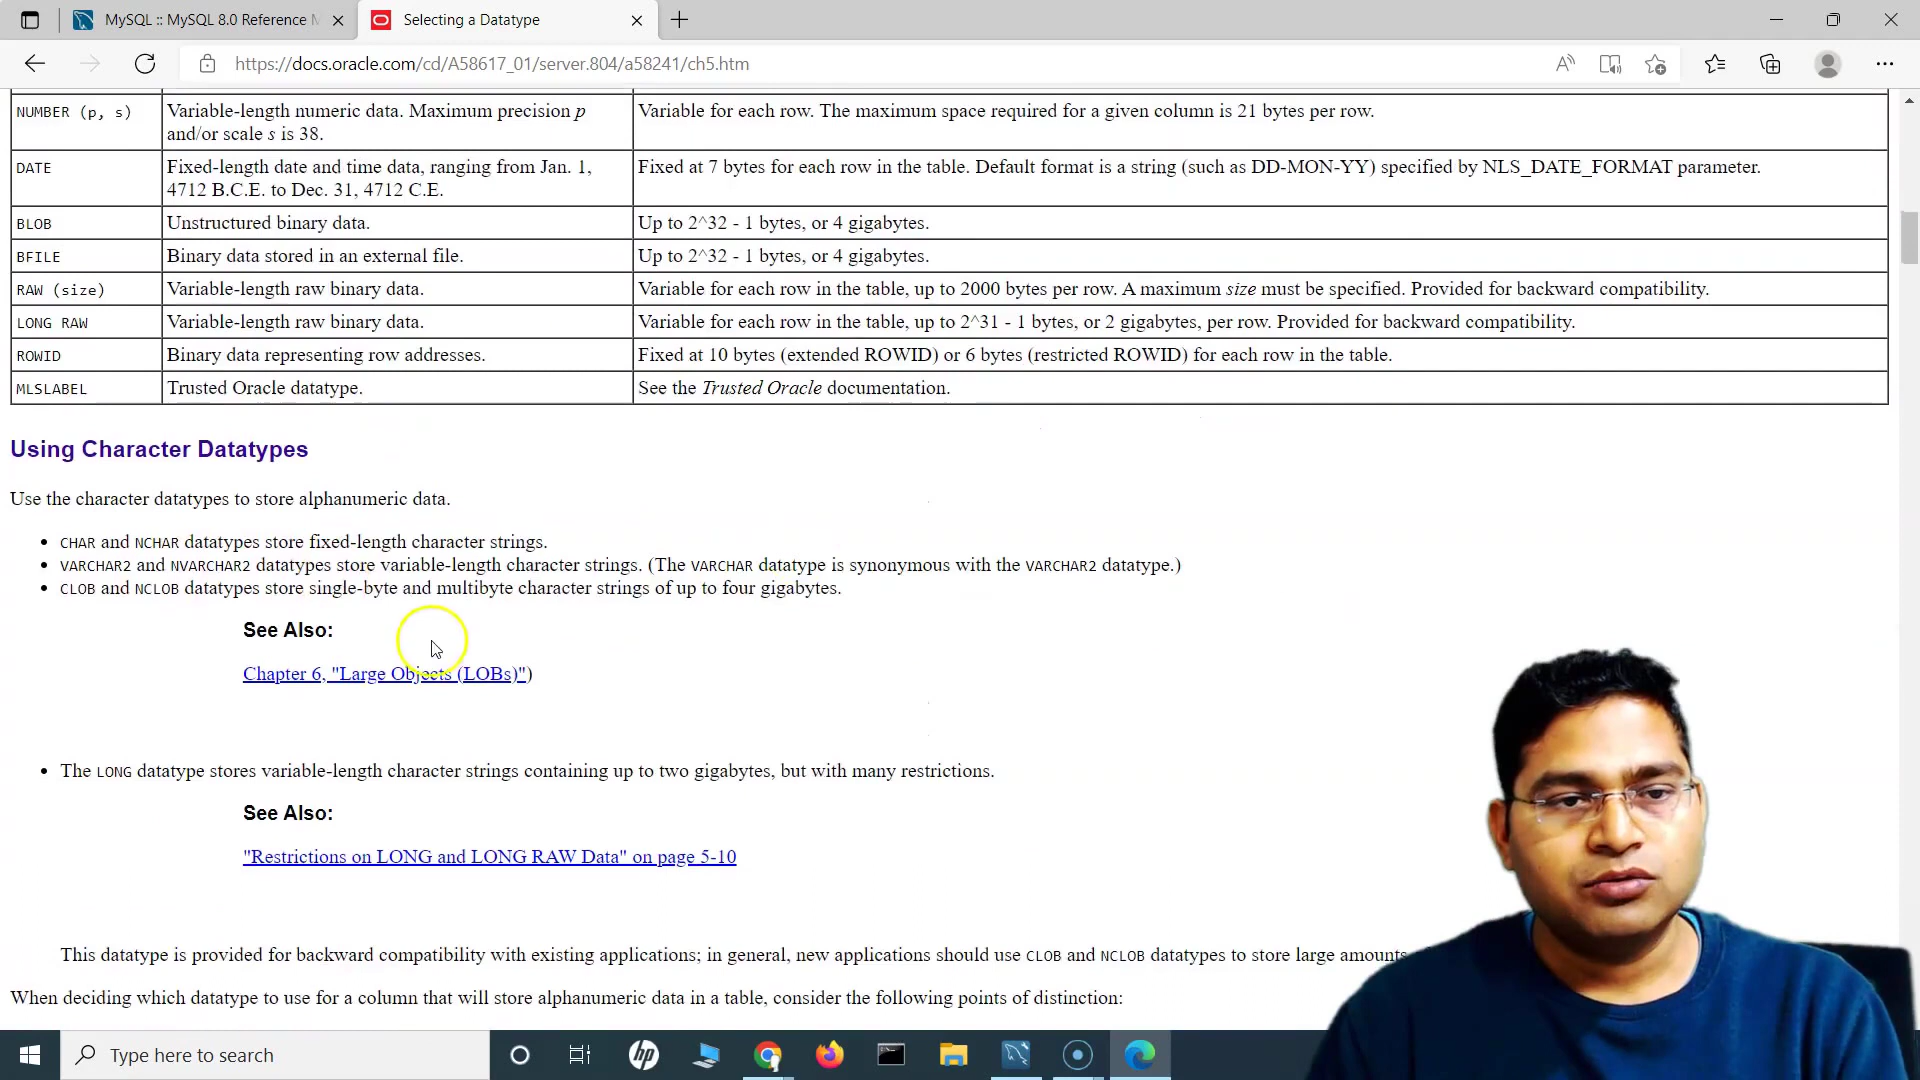 MySQL :: MySQL 8.0 Reference M
Selecting a Datatype
https://docs.oracle.com/cd/A58617_01/server.804/a58241/ch5.htm
NUMBER (p, s)
Variable-length numeric data. Maximum precision p
and/or scale s is 38.
Variable for each row. The maximum space required for a given column is 21 bytes per row.
DATE
Fixed-length date and time data, ranging from Jan. 1,
4712 B.C.E. to Dec. 31, 4712 C.E.
Fixed at 7 bytes for each row in the table. Default format is a string (such as DD-MON-YY) specified by NLS_DATE_FORMAT parameter.
BLOB
Unstructured binary data.
Up to 2^32 - 1 bytes, or 4 gigabytes.
BFILE
Binary data stored in an external file.
Up to 2^32 - 1 bytes, or 4 gigabytes.
RAW (size)
Variable-length raw binary data.
Variable for each row in the table, up to 2000 bytes per row. A maximum size must be specified. Provided for backward compatibility.
LONG RAW
Variable-length raw binary data.
Variable for each row in the table, up to 2^31 - 1 bytes, or 2 gigabytes, per row. Provided for backward compatibility.
ROWID
Binary data representing row addresses.
Fixed at 10 bytes (extended ROWID) or 6 bytes (restricted ROWID) for each row in the table.
MLSLABEL
Trusted Oracle datatype.
See the Trusted Oracle documentation.
Using Character Datatypes
Use the character datatypes to store alphanumeric data.
• CHAR and NCHAR datatypes store fixed-length character strings.
• VARCHAR2 and NVARCHAR2 datatypes store variable-length character strings. (The VARCHAR datatype is synonymous with the VARCHAR2 datatype.)
• CLOB and NCLOB datatypes store single-byte and multibyte character strings of up to four gigabytes.
See Also:
Chapter 6, "Large Objects (LOBs)")
• The LONG datatype stores variable-length character strings containing up to two gigabytes, but with many restrictions.
See Also:
"Restrictions on LONG and LONG RAW Data" on page 5-10
This datatype is provided for backward compatibility with existing applications; in general, new applications should use CLOB and NCLOB datatypes to store large amounts
When deciding which datatype to use for a column that will store alphanumeric data in a table, consider the following points of distinction:
Type here to search
hp